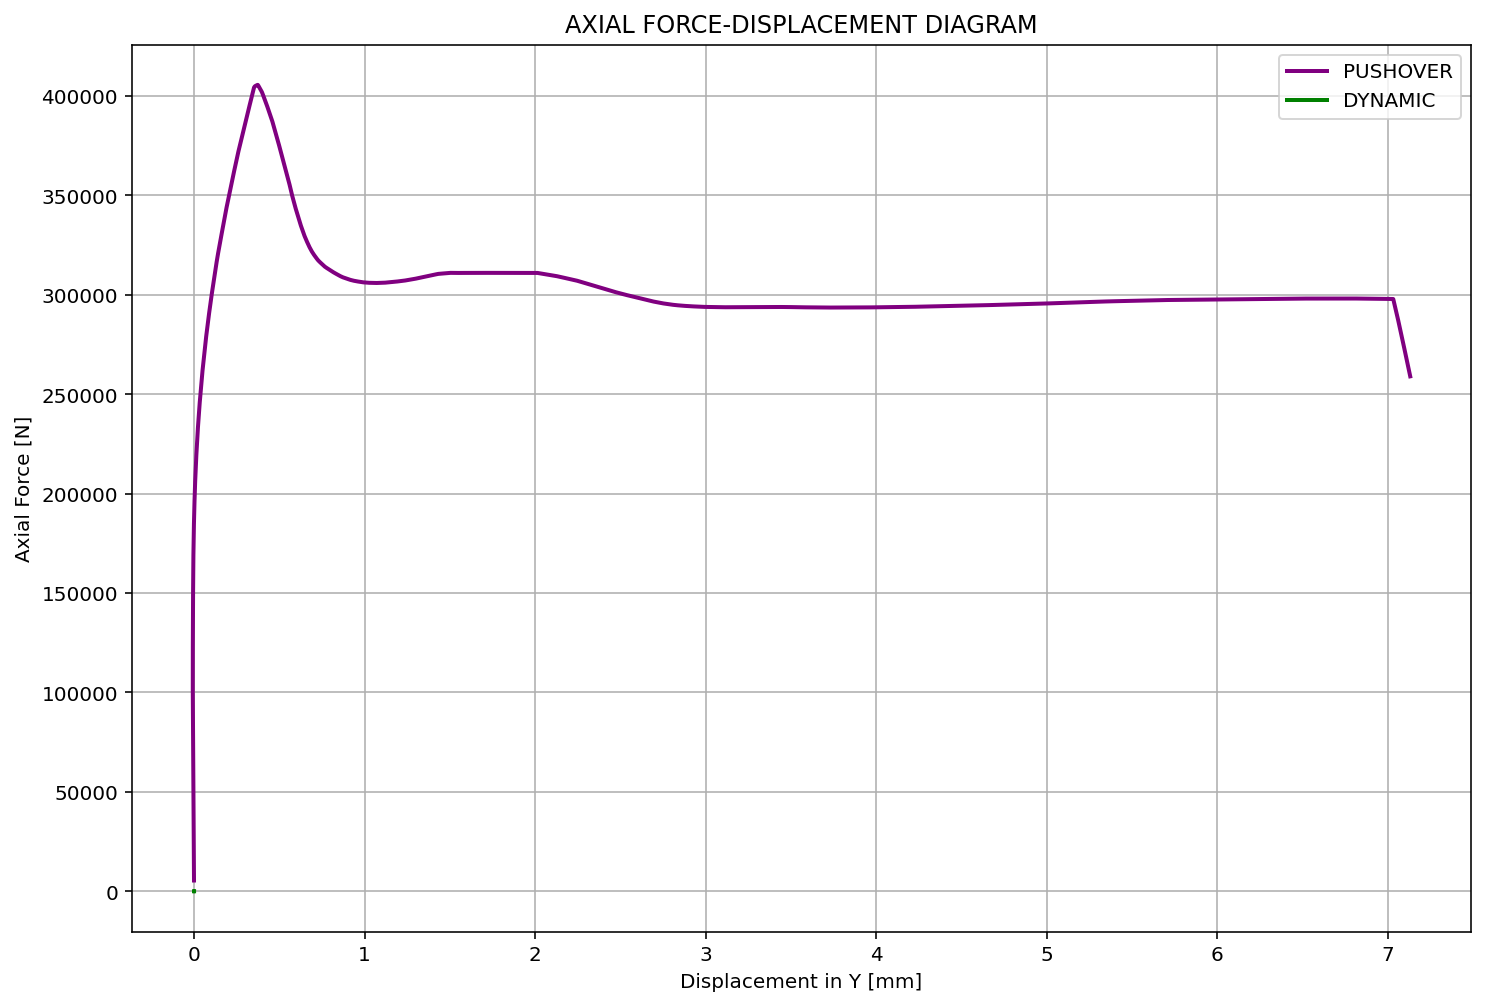 AXIAL FORCE-DISPLACEMENT DIAGRAM
PUSHOVER
DYNAMIC
400000
350000
300000
250000
200000
150000
100000
50000
0
Axial Force [N]
0 1 2 3 4 5 6 7
Displacement in Y [mm]